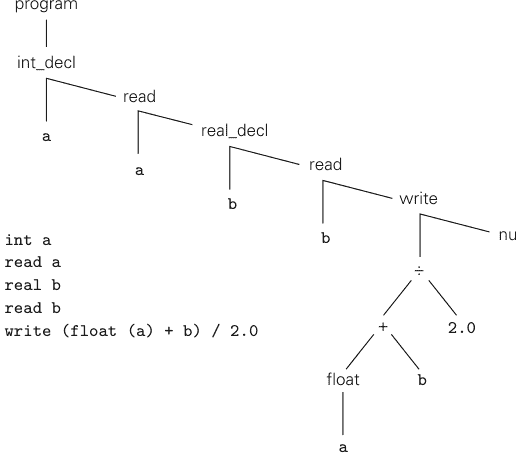 program
int_decl
read
a
real_decl
a
read
b
write
b
nu
int a
read a
real b
read b
write (float (a) + b) / 2.0
÷
+ 2.0
float b
a